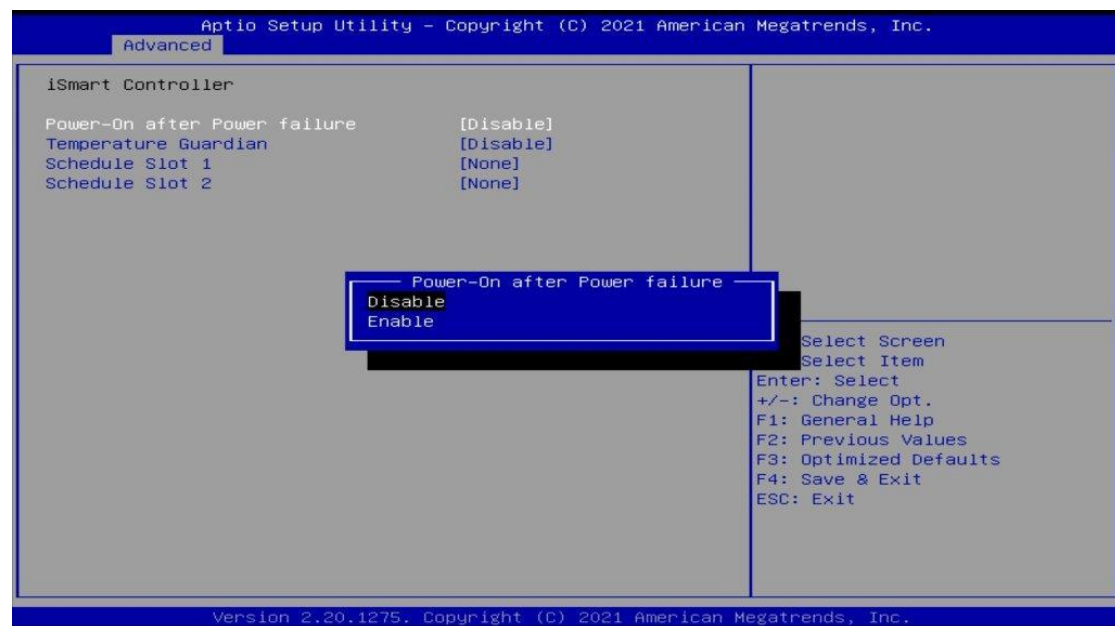 Aptio Setup Utility – Copyright (C) 2021 American Megatrends, Inc.
Advanced
iSmart Controller
Power-On after Power failure [Disable]
Temperature Guardian [Disable]
Schedule Slot 1 [None]
Schedule Slot 2 [None]
Power-On after Power failure
Disable
Enable
Select Screen
Select Item
Enter: Select
+/-: Change Opt.
F1: General Help
F2: Previous Values
F3: Optimized Defaults
F4: Save & Exit
ESC: Exit
Version 2.20.1275. Copyright (C) 2021 American Megatrends, Inc.